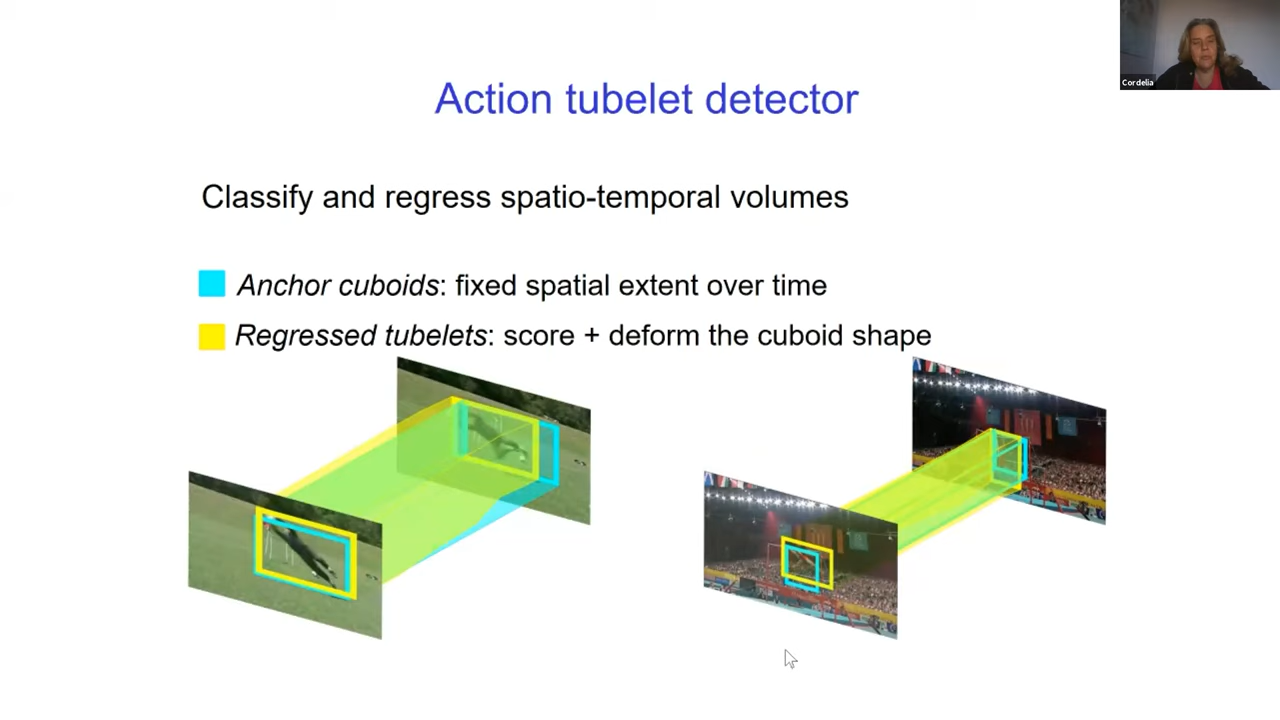 Cordelia
Action tubelet detector
Classify and regress spatio-temporal volumes
Anchor cuboids: fixed spatial extent over time
Regressed tubelets: score + deform the cuboid shape